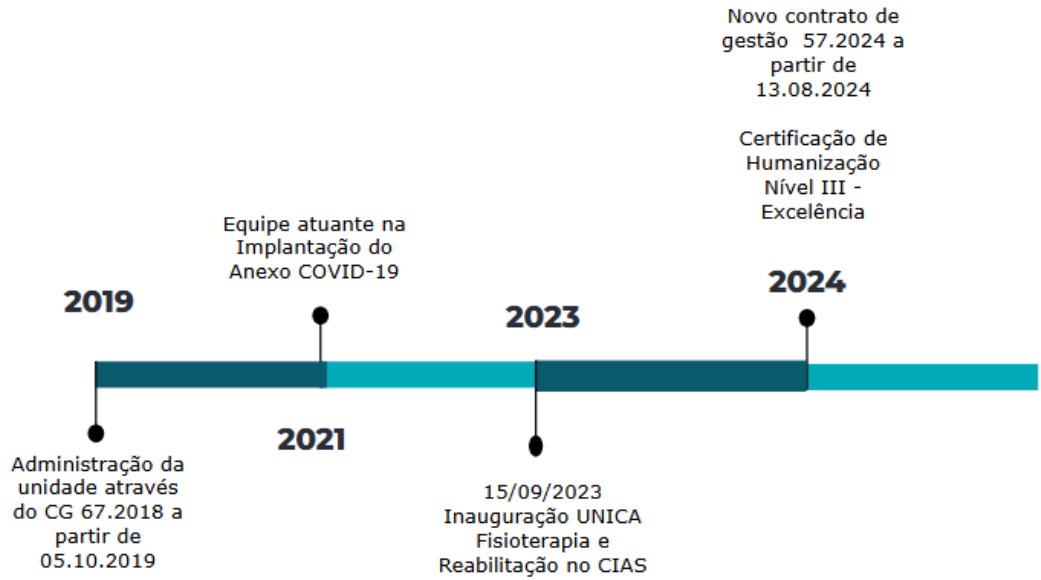 2019
Administração da
unidade através
do CG 67.2018 a
partir de
05.10.2019
Equipe atuante na
Implantação do
Anexo COVID-19
2021
2023
15/09/2023
Inauguração UNICA
Fisioterapia e
Reabilitação no CIAS
Novo contrato de
gestão 57.2024 a
partir de
13.08.2024
Certificação de
Humanização
Nível III -
Excelência
2024